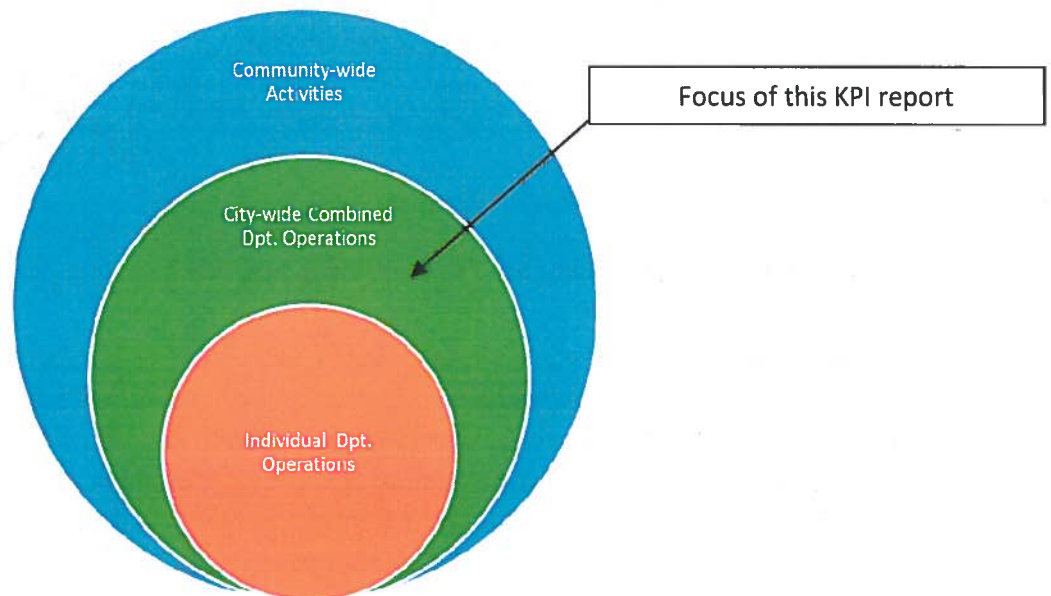 Community-wide
Activities
Focus of this KPI report
City-wide Combined
Dpt. Operations
Individual Dpt.
Operations